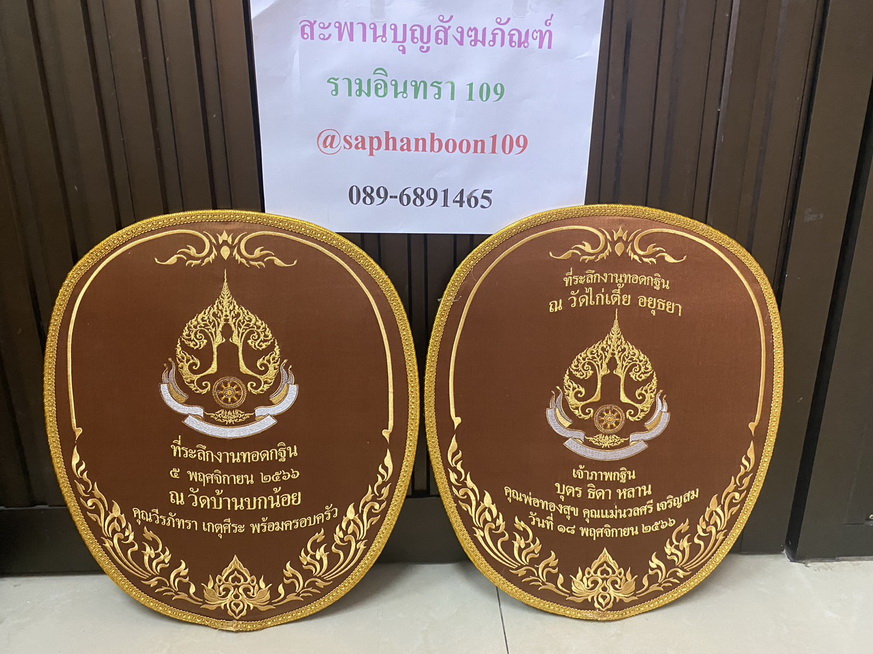 สะพานบุญสังฆภัณฑ์
รามอินทรา 109
@saphanboon109
089-6891465
ที่ระลึกงานทอดกฐิน
๕ พฤศจิกายน ๒๕๖๖
ณ วัดบ้านบกน้อย
คุณวีรภัทรา เกตุศีระ พร้อมครอบครัว
ที่ระลึกงานทอดกฐิน
ณ วัดไก่เตี้ย อยุธยา
เจ้าภาพกฐิน
บุตร ธิดา หลาน
คุณพ่อทองสุข คุณแม่นวลศรี เจริญสม
วันที่ ๑๘ พฤศจิกายน ๒๕๖๖